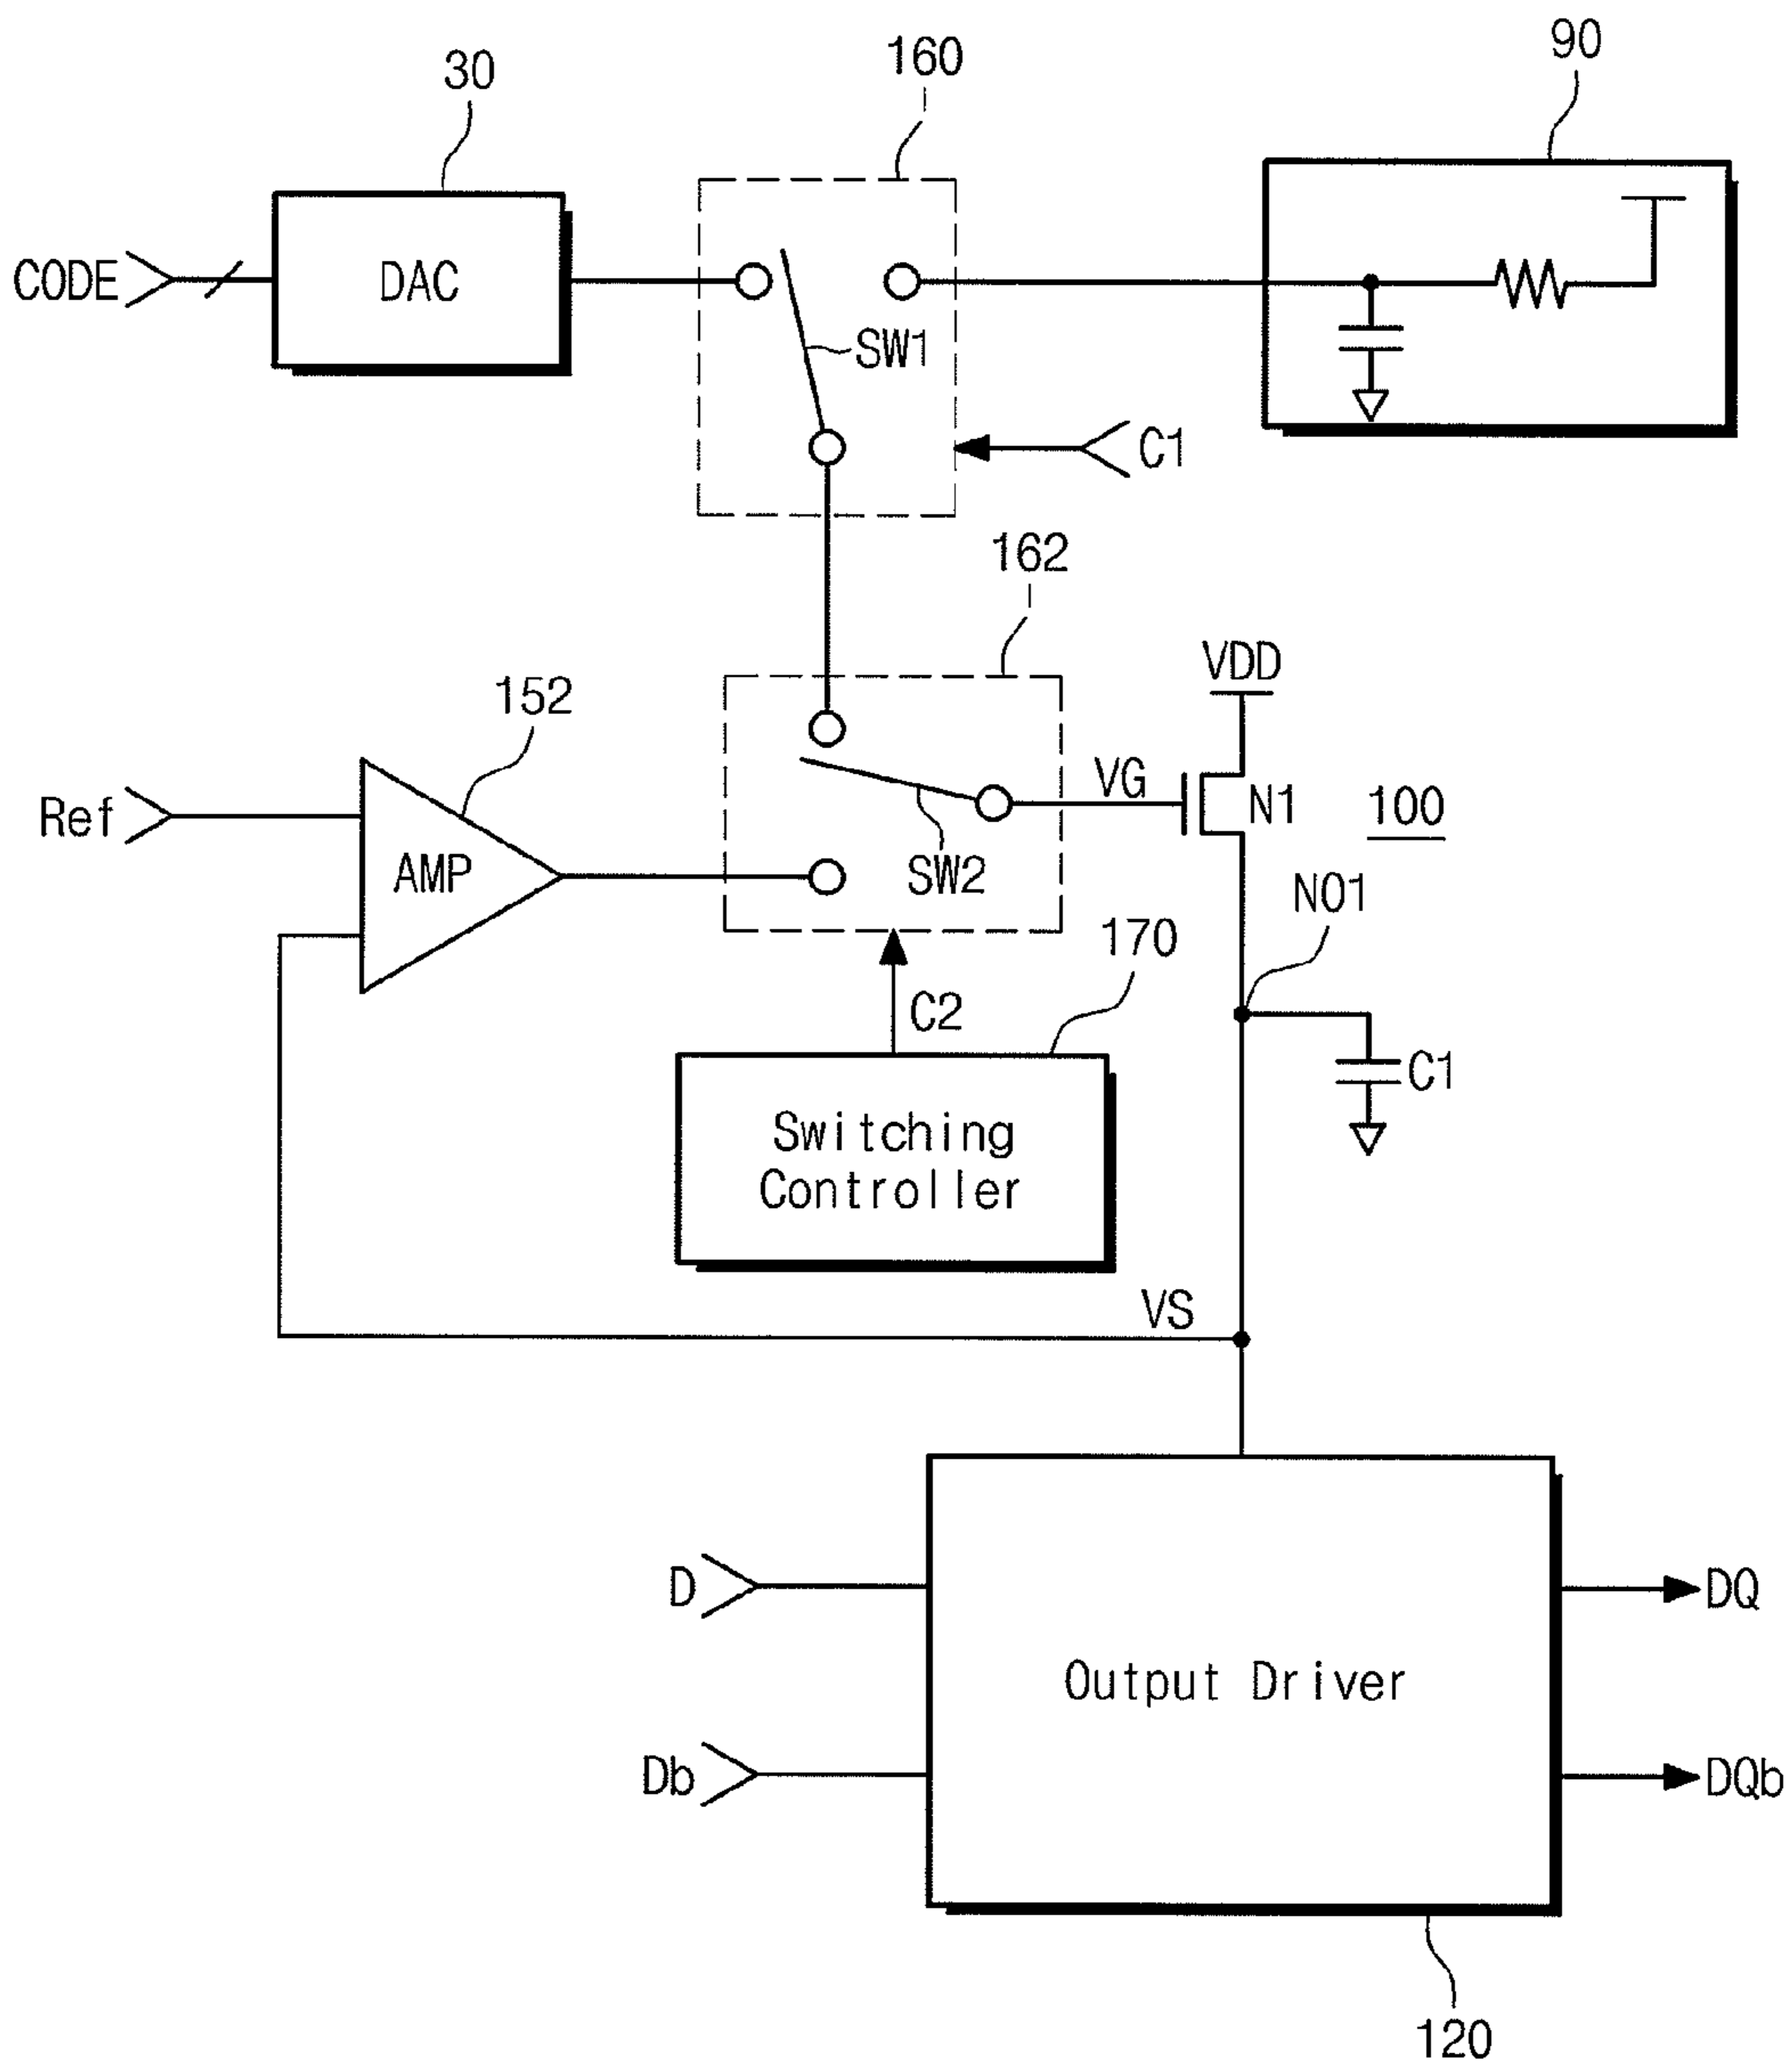 90
160
30
CODE
DAC
SW1
C1
162
VDD
152
VG
N1
100
Ref
AMP
SW2
N01
170
C2
C1
Switching
Controller
VS
D
DQ
Output Driver
Db
DQb
120